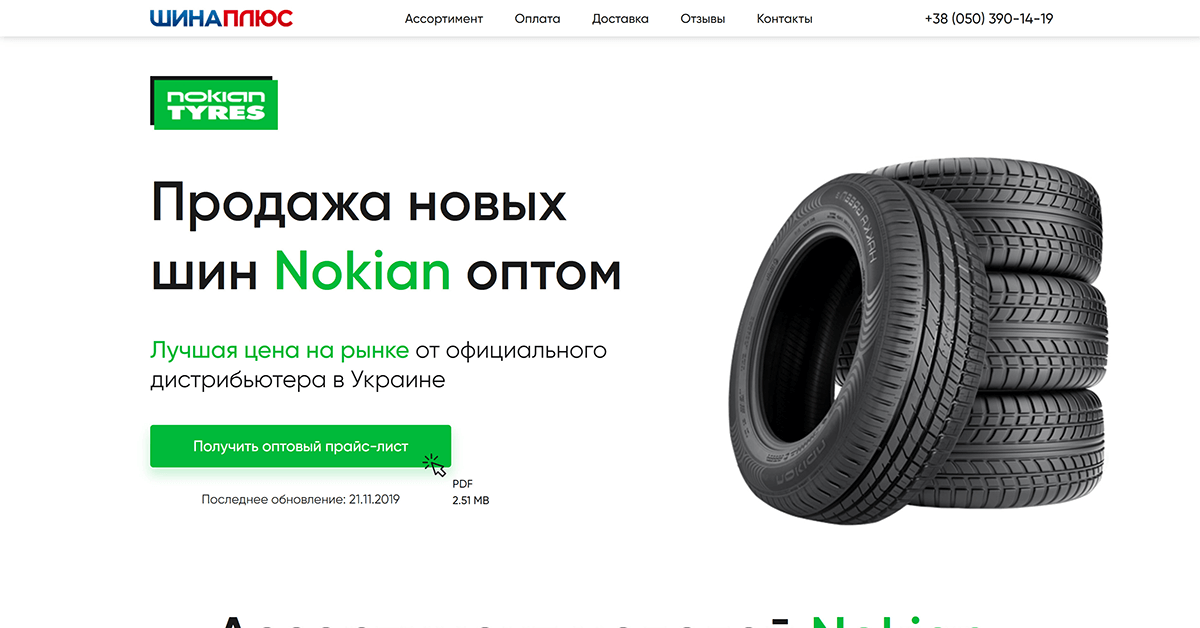 ШИНАПЛЮС
Ассортимент Оплата Доставка Отзывы Контакты +38 (050) 390-14-19
nokian
TYRES
Продажа новых
шин Nokian оптом
Лучшая цена на рынке от официального
дистрибьютера в Украине
Получить оптовый прайс-лист
PDF
Последнее обновление: 21.11.2019
2.51 MB
Nokian